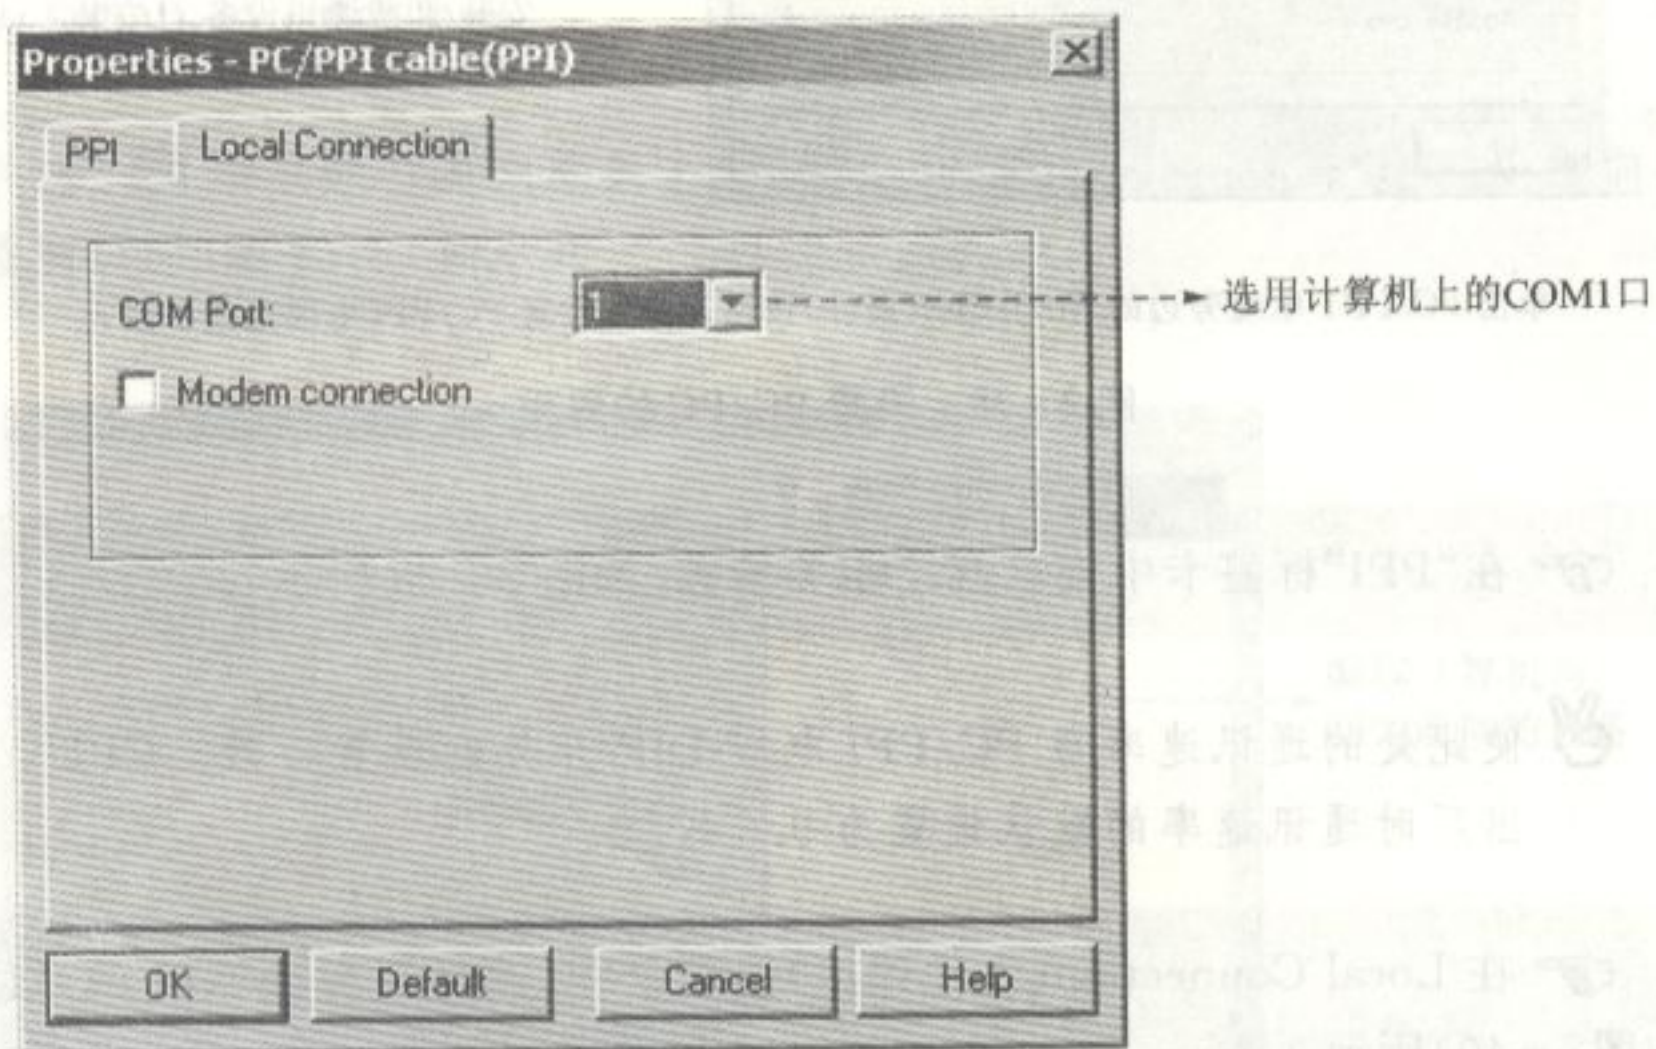 Properties - PC/PPI cable(PPI)
PPI
Local Connection
COM Port:
1
选用计算机上的COM1口
Modem connection
OK
Default
Cancel
Help